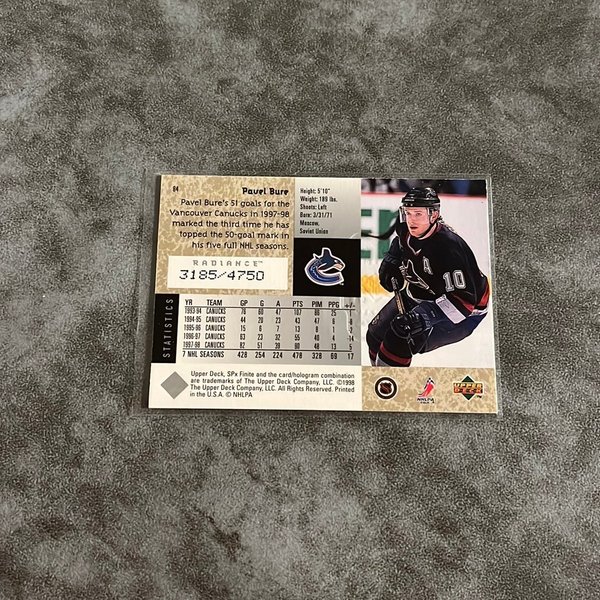 84
Pavel Bure
Pavel Bure's 51 goals for the
Vancouver Canucks in 1997-98
marked the third time he has
topped the 50-goal mark in
his five full NHL seasons.
RADIANCE™
3185/4750
Height: 5'10"
Weight: 189 lbs.
Shoots: Left
Born: 3/31/71
Moscow,
Soviet Union
STATISTICS
YR TEAM GP G A PTS PIM PPG +/-
1993-94 CANUCKS 76 60 47 107 86 25 1
1994-95 CANUCKS 44 20 23 43 47 6 -8
1995-96 CANUCKS 15 6 7 13 8 1 -2
1996-97 CANUCKS 63 23 32 55 40 4 -14
1997-98 CANUCKS 82 51 39 90 48 13 5
7 NHL SEASONS 428 254 224 478 328 69 17
Upper Deck, SPx Finite and the card/hologram combination
are trademarks of The Upper Deck Company, LLC. ©1998
The Upper Deck Company, LLC. All Rights Reserved. Printed
in the U.S.A. © NHLPA
A
10
NHL
NHLPA
UPPER
DECK